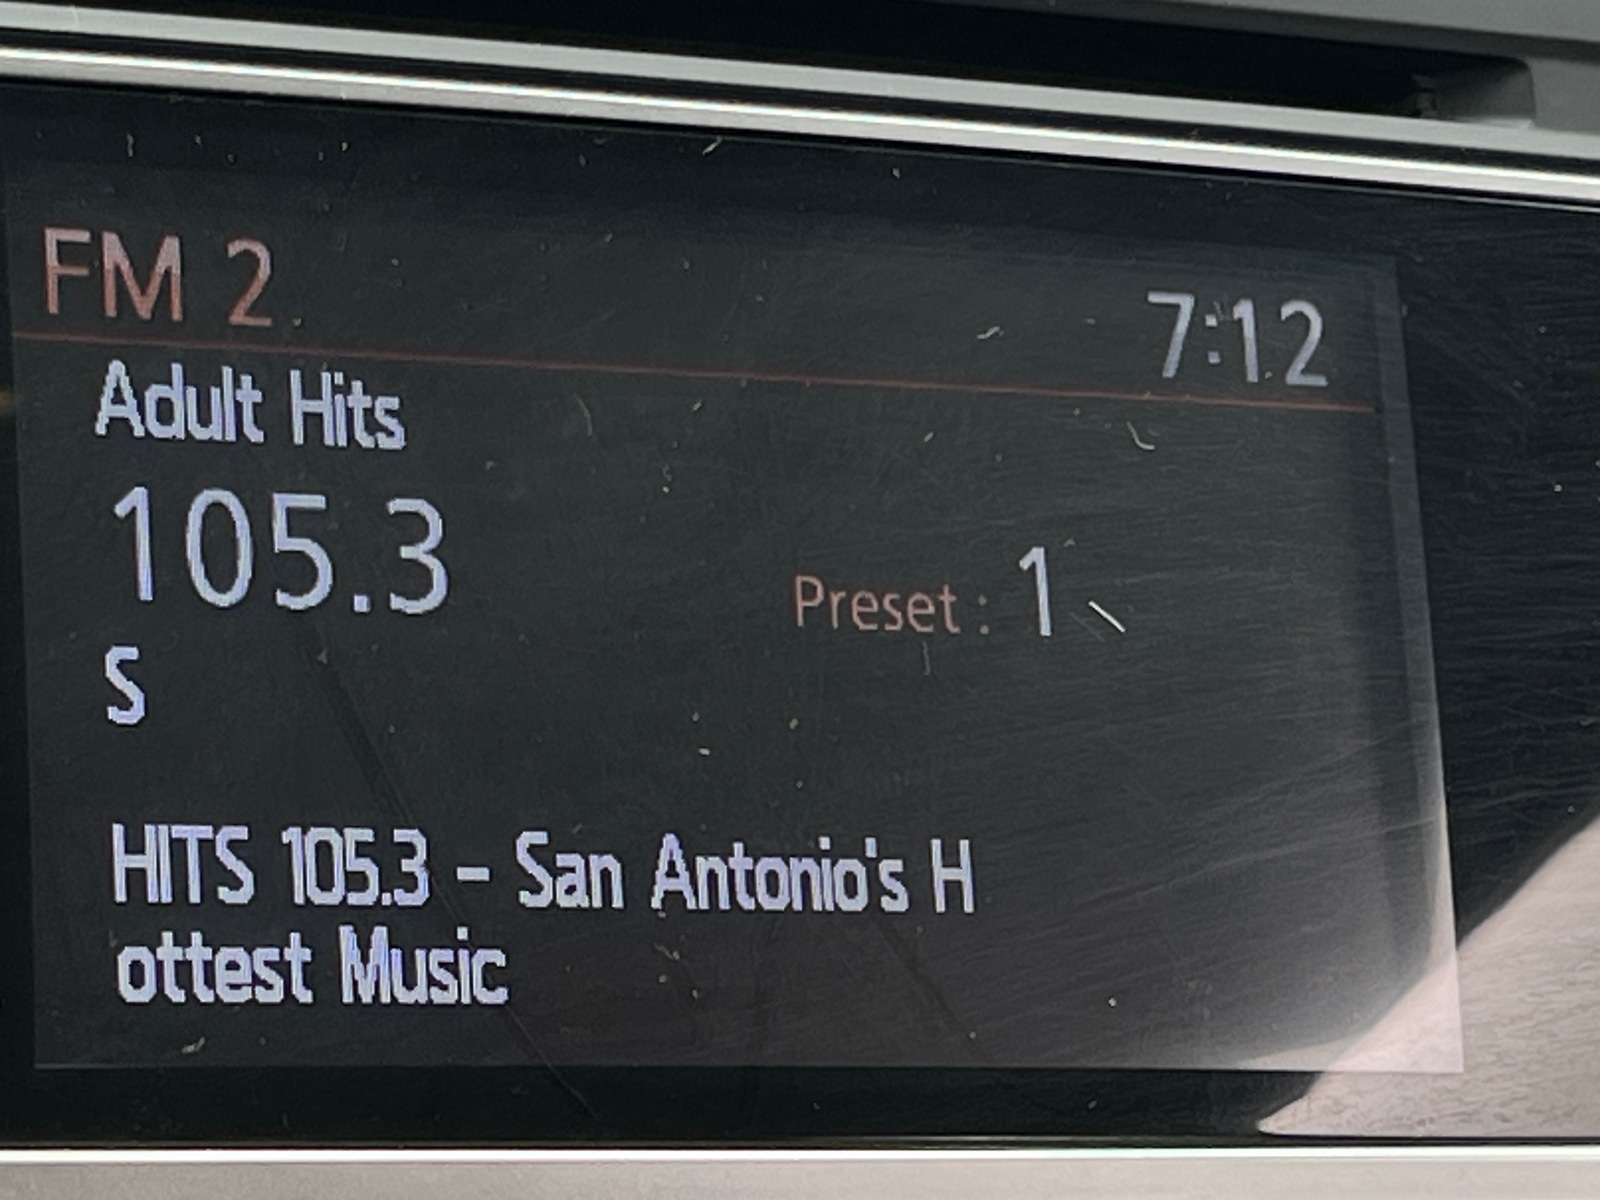 FM 2
7:12
Adult Hits
105.3
Preset : 1
S
HITS 105.3 - San Antonio's H
ottest Music